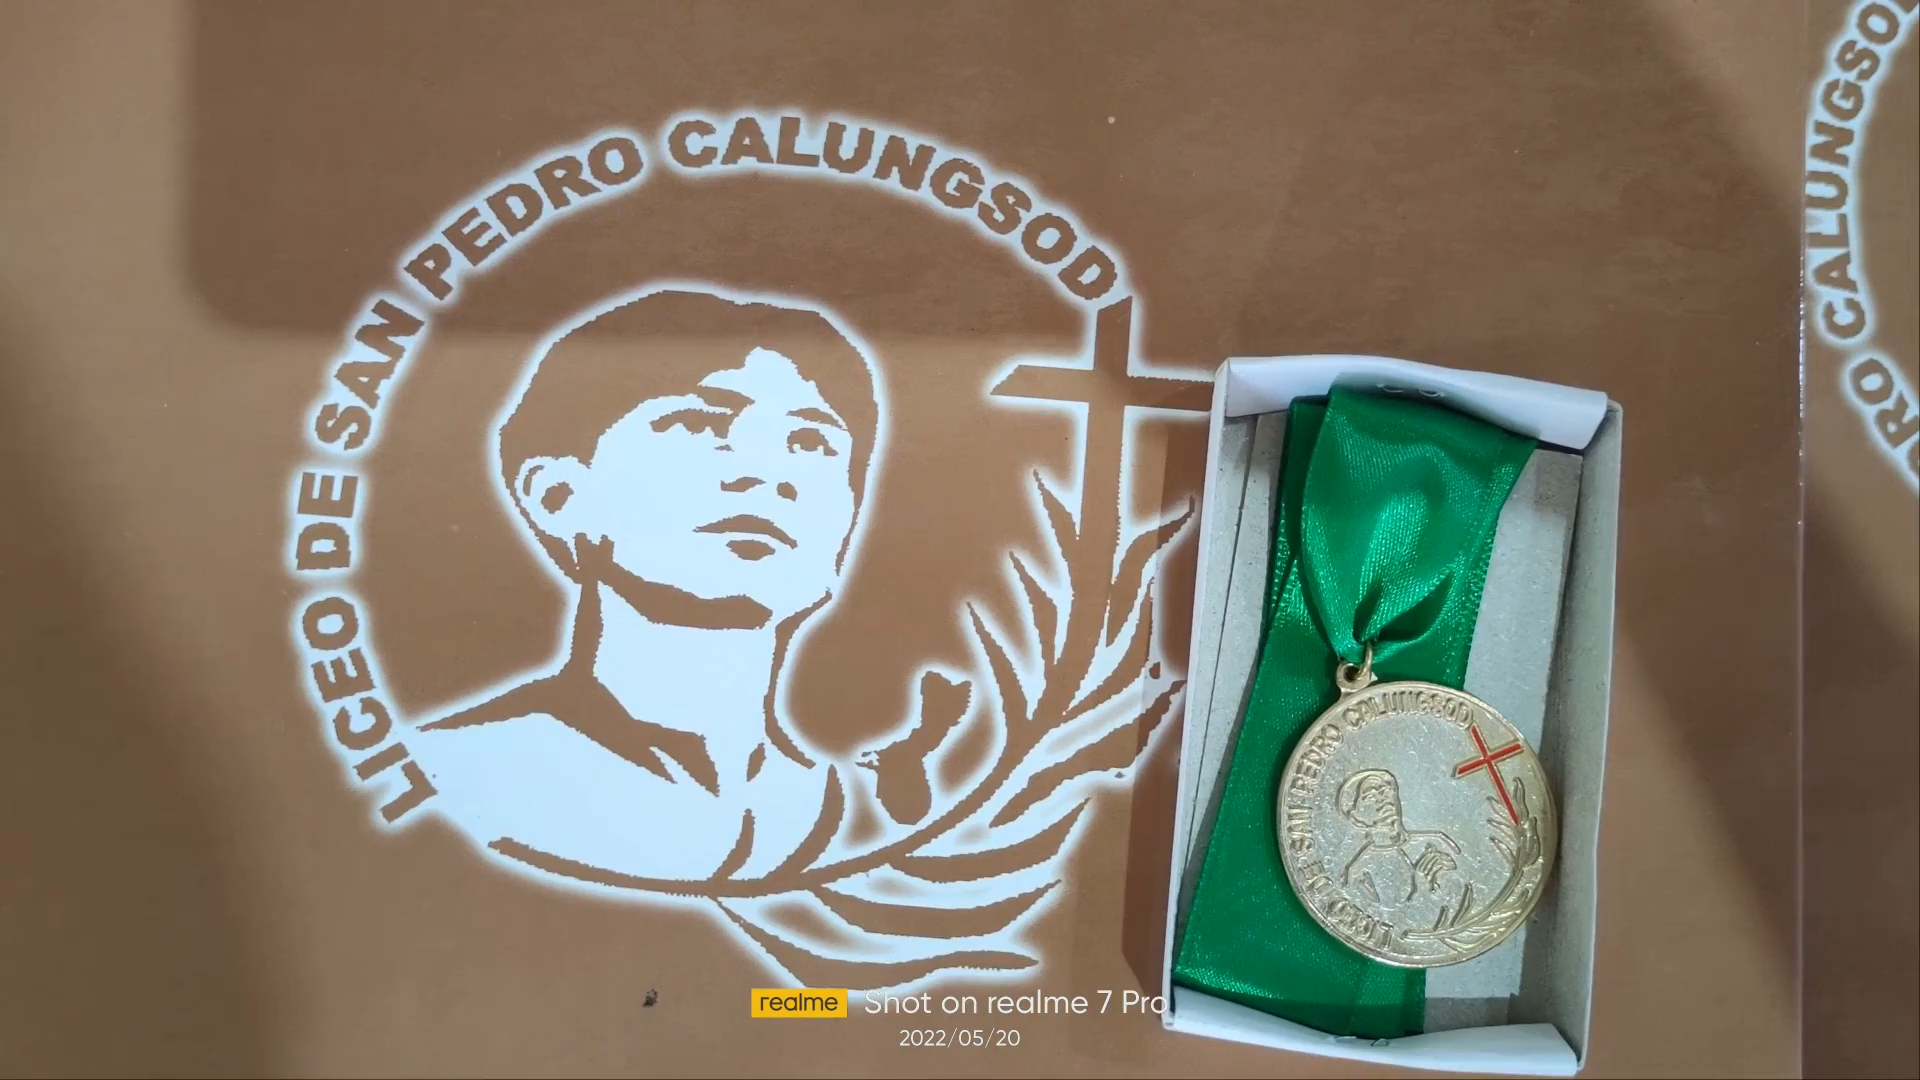 LICEO DE SAN PEDRO CALUNGSOD
CALUNGSOD
LICEO DE SAN PEDRO CALUNGSOD
realme Shot on realme 7 Pro
2022/05/20